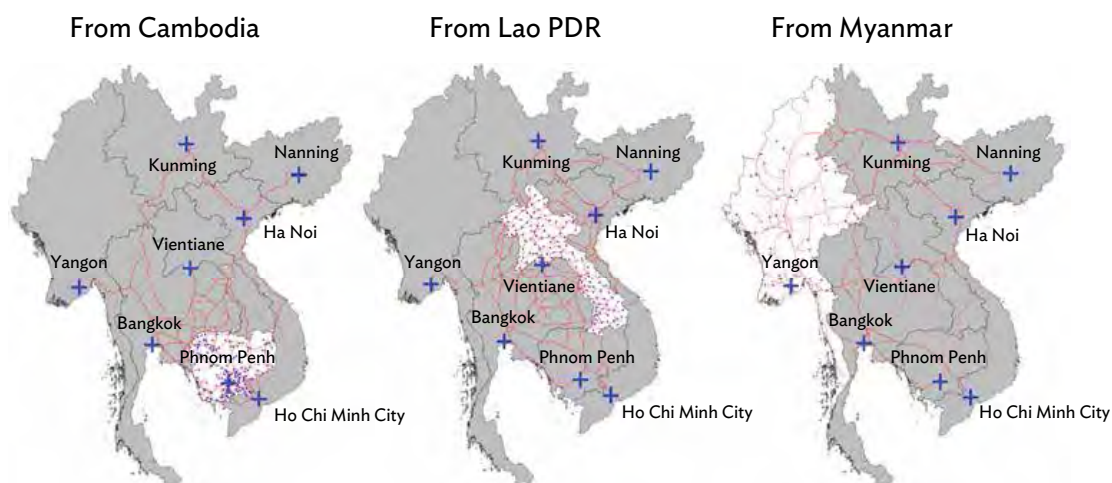 From Cambodia
From Lao PDR
From Myanmar
Kunming
Nanning
Ha Noi
Vientiane
Yangon
Bangkok
Phnom Penh
Ho Chi Minh City
Kunming
Nanning
Ha Noi
Yangon
Vientiane
Bangkok
Phnom Penh
Ho Chi Minh City
Kunming
Nanning
Ha Noi
Yangon
Vientiane
Bangkok
Phnom Penh
Ho Chi Minh City